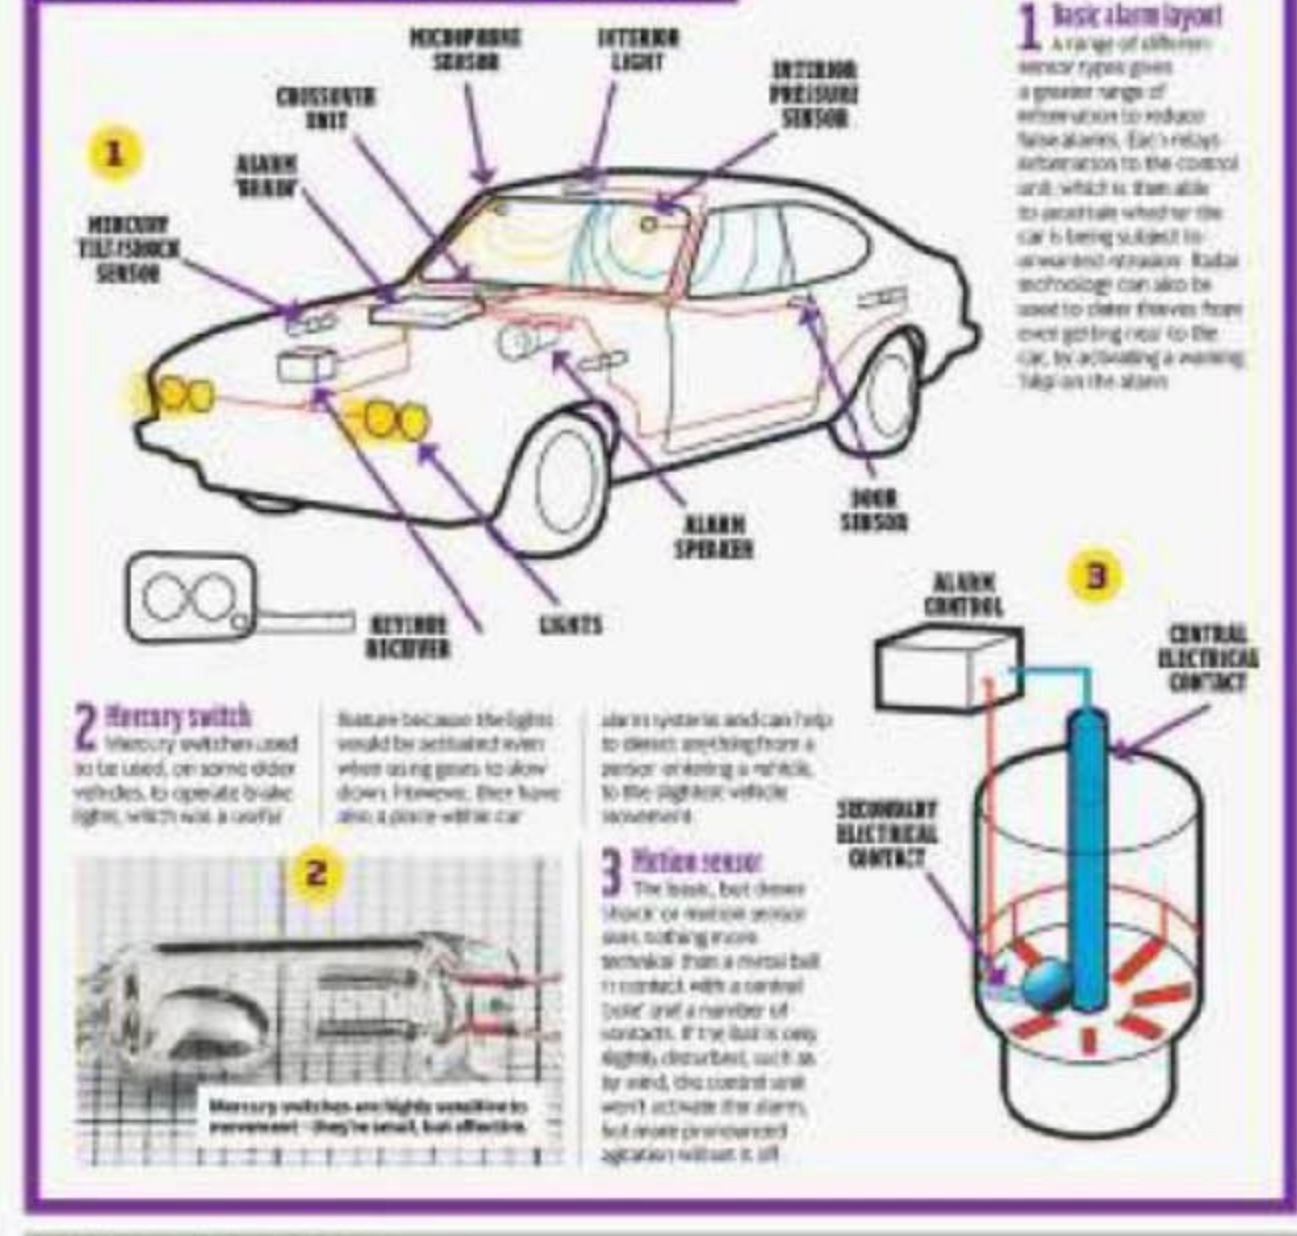 MICROPHONE
SENSOR
INTERIOR
LIGHT
INTERIOR
PRESSURE
SENSOR
CROSSOVER
UNIT
ALARM
'BRAIN'
MERCURY
TILT/SHOCK
SENSOR
1
1 Basic alarm layout
A range of different
sensor types gives
a greater range of
information to reduce
false alarms. Each relays
information to the control
unit, which is then able
to ascertain whether the
car is being subject to
unwanted intrusion. Radar
technology can also be
used to deter thieves from
even getting near to the
car, by activating a warning
'blip' on the alarm
DOOR
SENSOR
ALARM
SPEAKER
LIGHTS
KEYFOB
RECIEVER
2 Mercury switch
Mercury switches used
to be used, on some older
vehicles, to operate brake
lights, which was a useful
feature because the lights
would be activated even
when using gears to slow
down. However, they have
also a place within car
alarm systems and can help
to detect anything from a
person entering a vehicle,
to the slightest vehicle
movement
2
Mercury switches are highly sensitive to
movement - they're small, but effective
3 Motion sensor
The basic, but clever
'shock' or motion sensor
uses nothing more
technical than a metal ball
in contact with a central
'pole' and a number of
contacts. If the ball is only
slightly disturbed, such as
by wind, the control unit
won't activate the alarm,
but more pronounced
agitation will set it off
3
ALARM
CONTROL
CENTRAL
ELECTRICAL
CONTACT
SECONDARY
ELECTRICAL
CONTACT